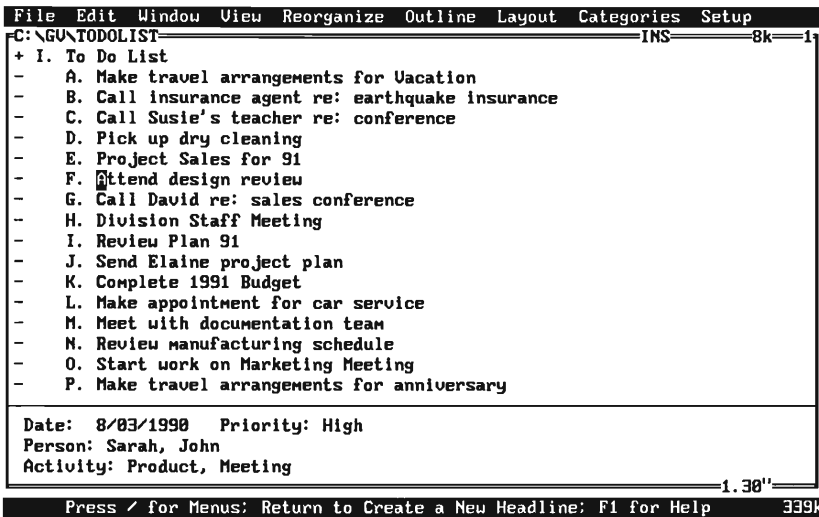 File Edit Window View Reorganize Outline Layout Categories Setup
C:\GV\TODOLIST INS 8k 1
+ I. To Do List
- A. Make travel arrangements for Vacation
- B. Call insurance agent re: earthquake insurance
- C. Call Susie's teacher re: conference
- D. Pick up dry cleaning
- E. Project Sales for 91
- F. Attend design review
- G. Call David re: sales conference
- H. Division Staff Meeting
- I. Review Plan 91
- J. Send Elaine project plan
- K. Complete 1991 Budget
- L. Make appointment for car service
- M. Meet with documentation team
- N. Review manufacturing schedule
- O. Start work on Marketing Meeting
- P. Make travel arrangements for anniversary
Date: 8/03/1990 Priority: High
Person: Sarah, John
Activity: Product, Meeting
1.30"
Press / for Menus; Return to Create a New Headline; F1 for Help 339k